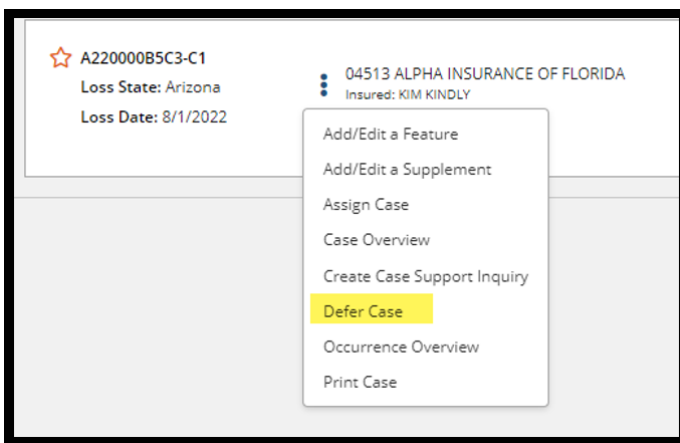 A220000B5C3-C1
Loss State: Arizona
Loss Date: 8/1/2022
04513 ALPHA INSURANCE OF FLORIDA
Insured: KIM KINDLY
Add/Edit a Feature
Add/Edit a Supplement
Assign Case
Case Overview
Create Case Support Inquiry
Defer Case
Occurrence Overview
Print Case